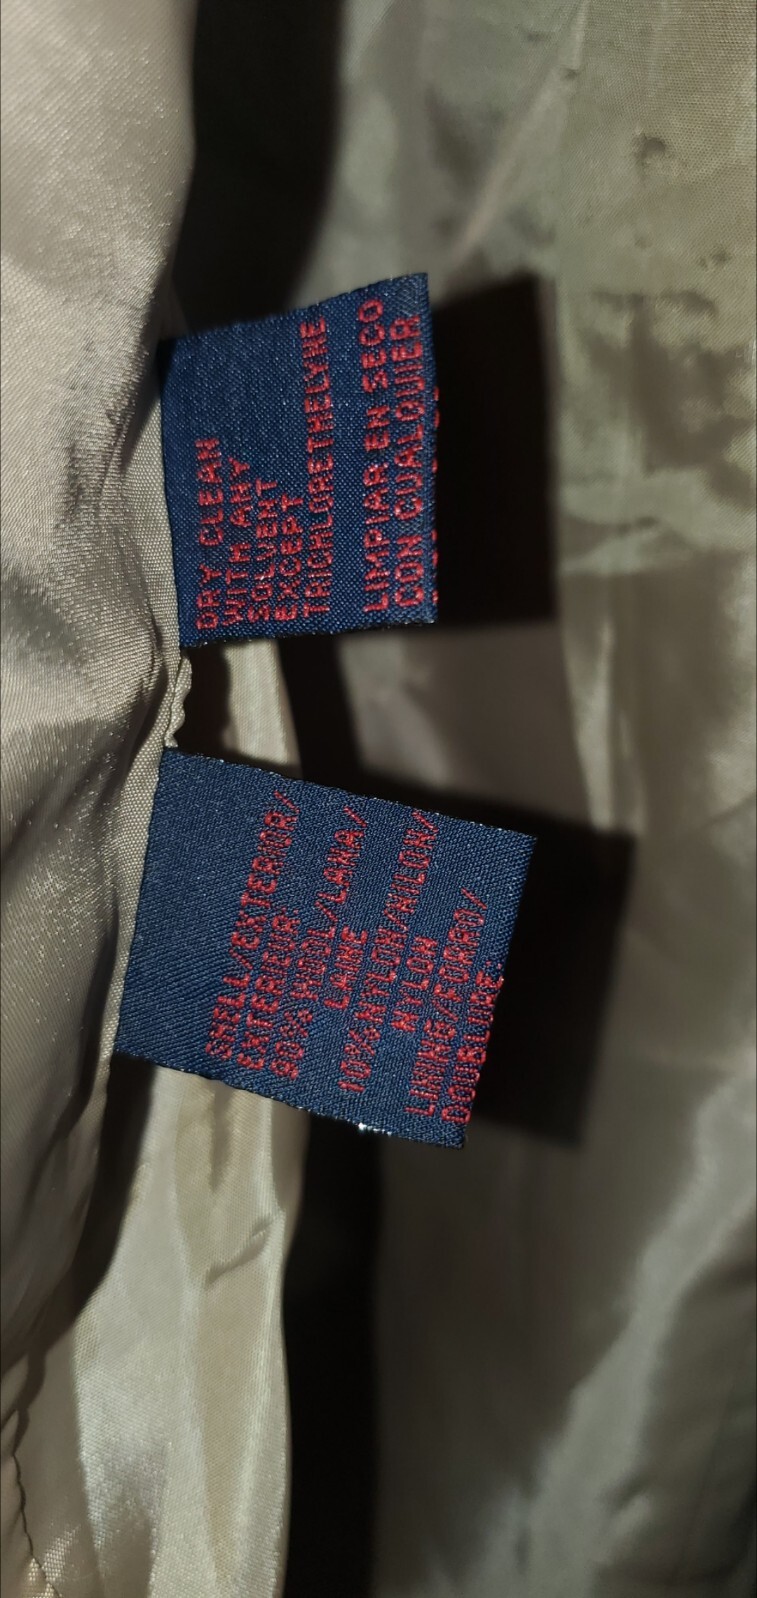 DRY CLEAN
WITH ANY
SOLVENT
EXCEPT
TRICHLORETHELYNE
LIMPIAR EN SECO
CON CUALQUIER
SHELL/EXTERIOR/
EXTERIEUR:
90% WOOL/LANA/
LAINE
10% NYLON/NILON/
NYLON
LINING/FORRO/
DOUBLURE